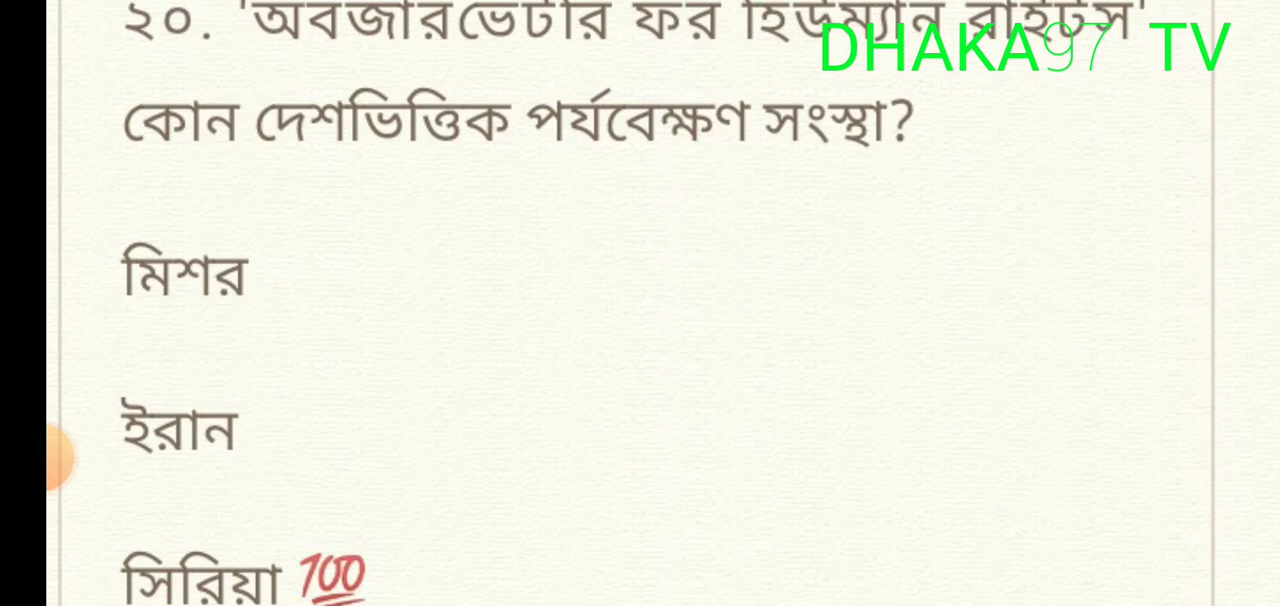 ২০. 'অবজারভেটরি ফর হিউম্যান রাইটস'
DHAKA97 TV
কোন দেশভিত্তিক পর্যবেক্ষণ সংস্থা?
মিশর
ইরান
সিরিয়া 💯